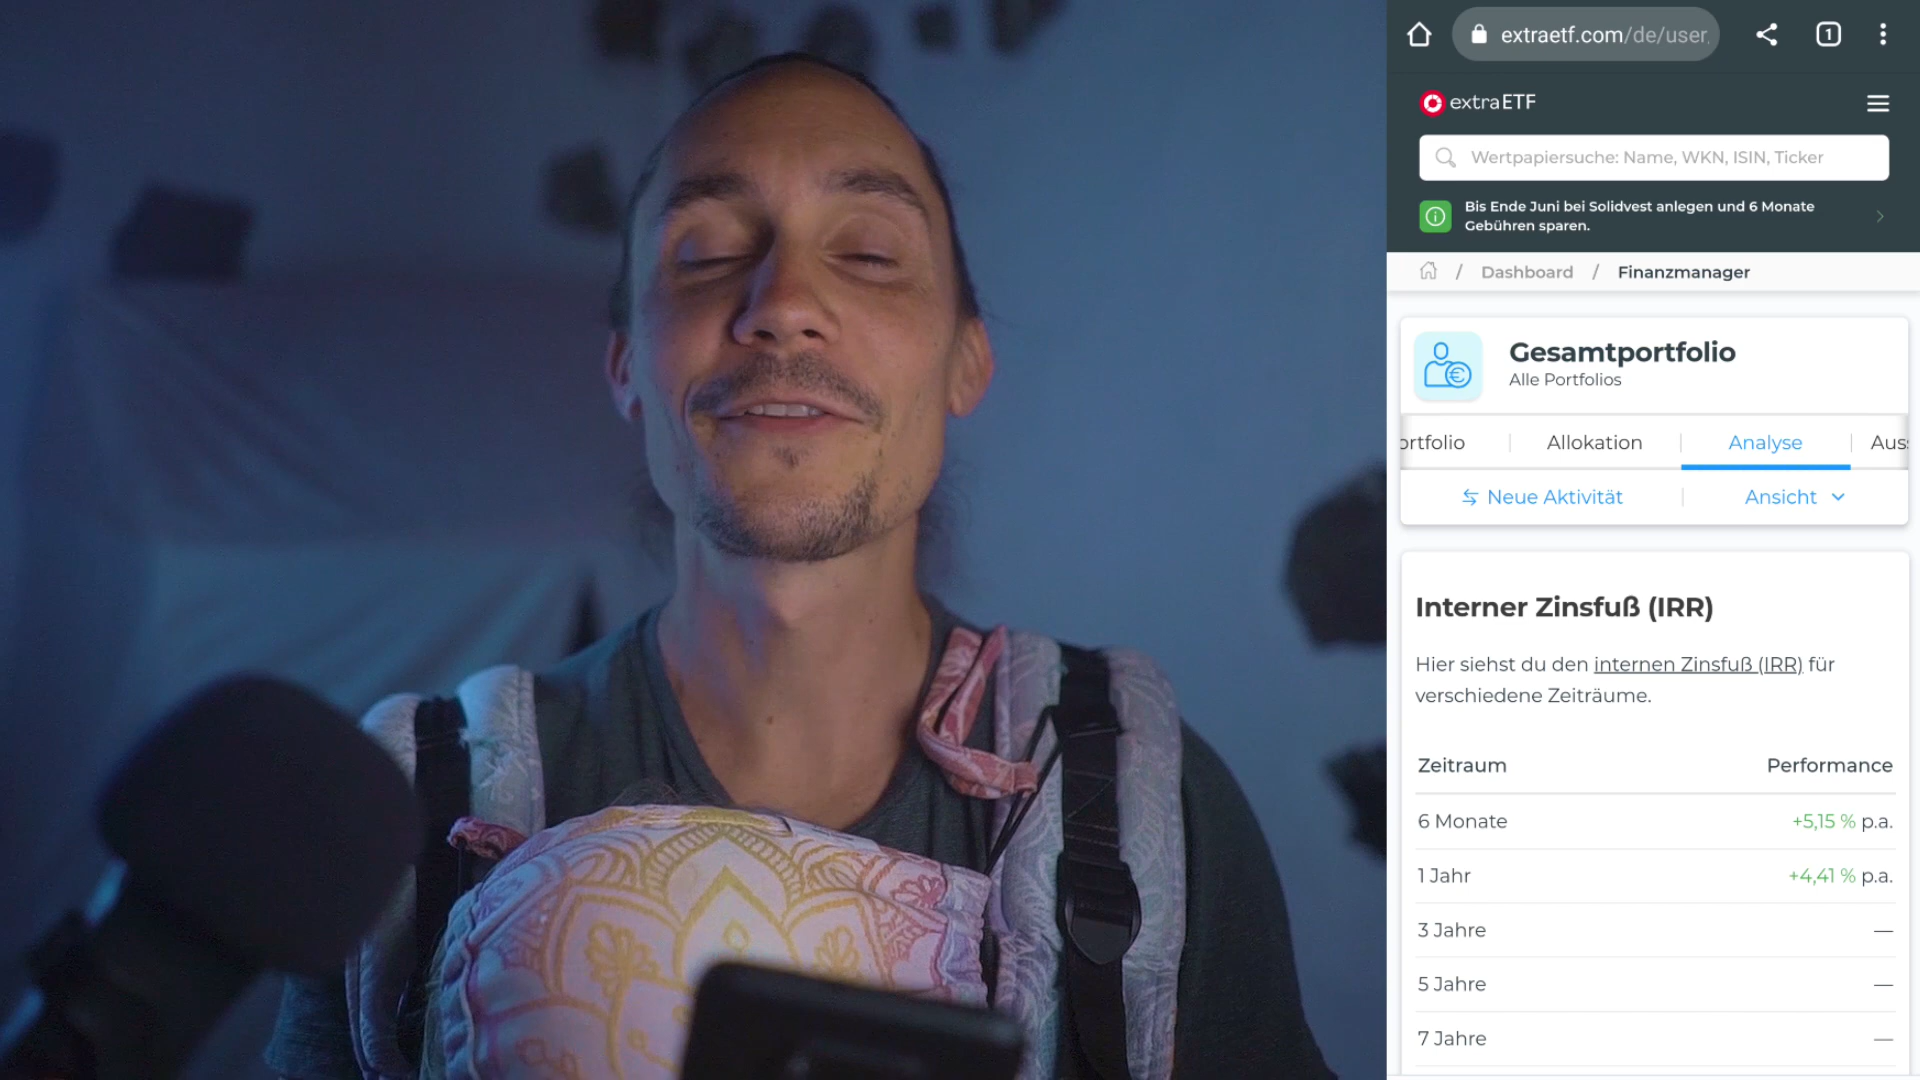 extraetf.com/de/user
1
extraETF
Wertpapiersuche: Name, WKN, ISIN, Ticker
Bis Ende Juni bei Solidvest anlegen und 6 Monate
Gebühren sparen.
/ Dashboard / Finanzmanager
Gesamtportfolio
Alle Portfolios
ortfolio | Allokation | Analyse | Aus
Neue Aktivität | Ansicht
Interner Zinsfuß (IRR)
Hier siehst du den internen Zinsfuß (IRR) für
verschiedene Zeiträume.
Zeitraum Performance
6 Monate +5,15 % p.a.
1 Jahr +4,41 % p.a.
3 Jahre —
5 Jahre —
7 Jahre —